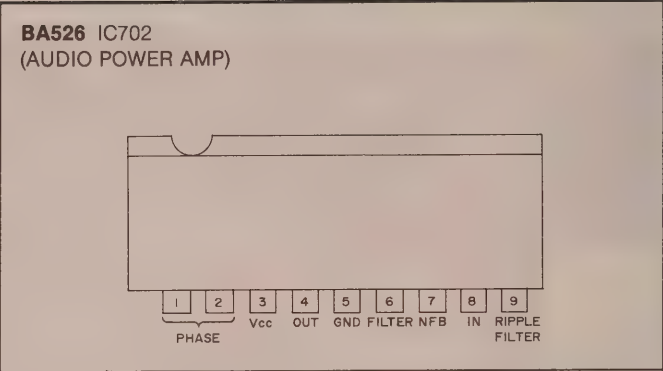 BA526 IC702
(AUDIO POWER AMP)
1 2 3 4 5 6 7 8 9
Vcc OUT GND FILTER NFB IN RIPPLE
PHASE FILTER